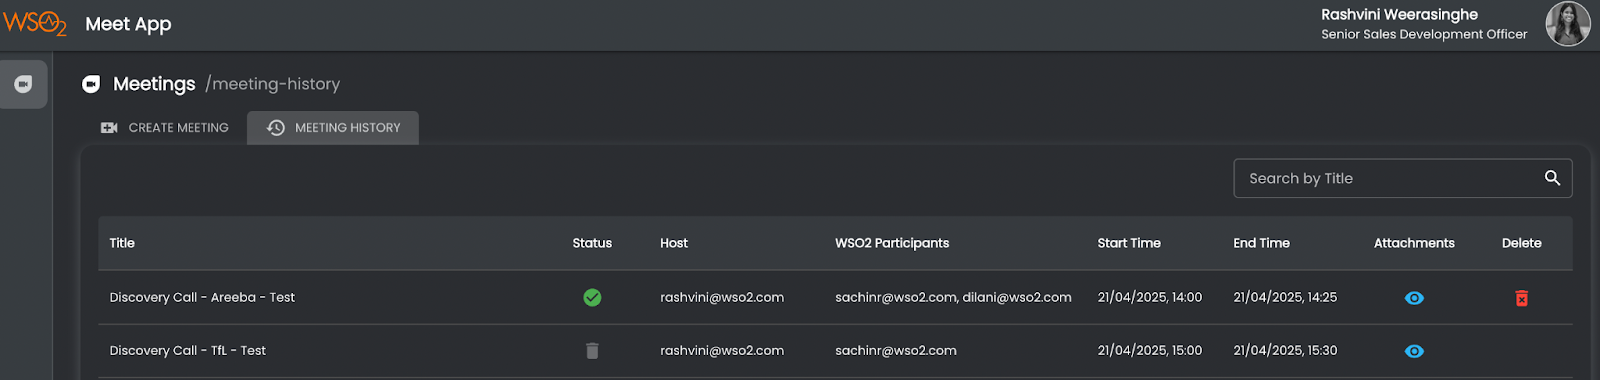 WSO2 Meet App
Rashvini Weerasinghe
Senior Sales Development Officer
Meetings /meeting-history
CREATE MEETING MEETING HISTORY
Search by Title
Title Status Host WSO2 Participants Start Time End Time Attachments Delete
Discovery Call - Areeba - Test rashvini@wso2.com sachinr@wso2.com, dilani@wso2.com 21/04/2025, 14:00 21/04/2025, 14:25
Discovery Call - TfL - Test rashvini@wso2.com sachinr@wso2.com 21/04/2025, 15:00 21/04/2025, 15:30